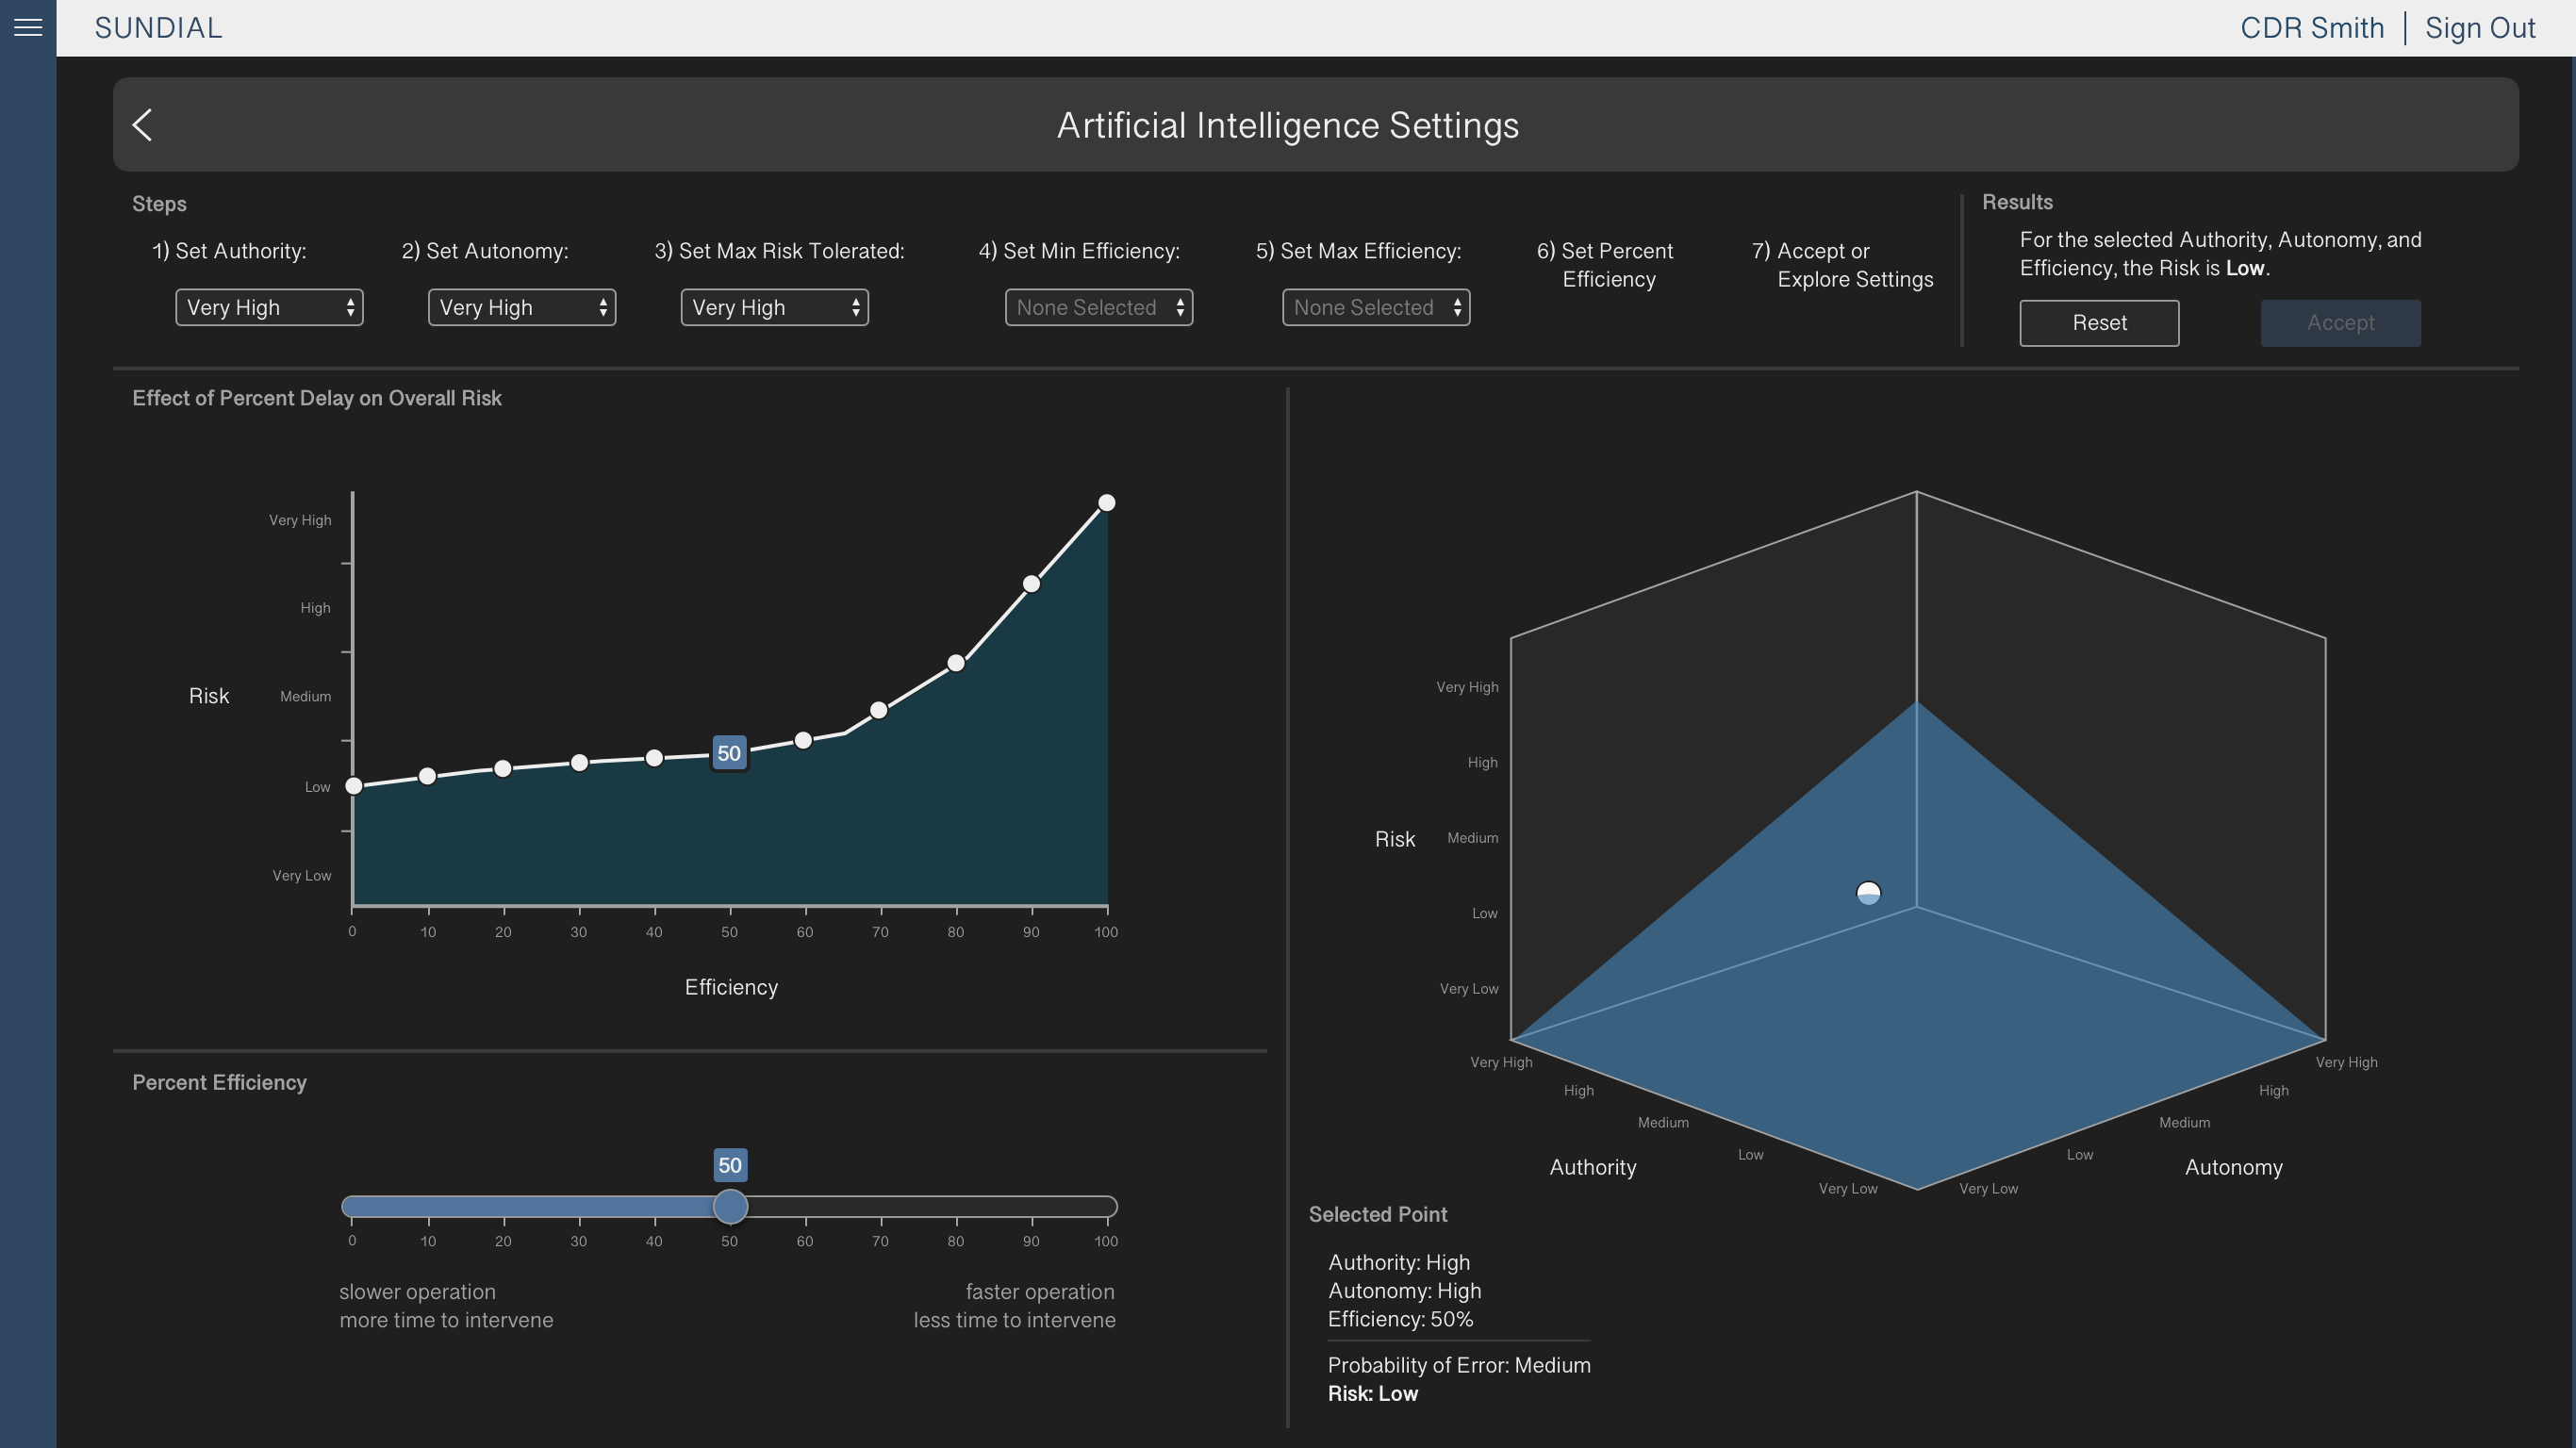 SUNDIAL
CDR Smith
Sign Out
Artificial Intelligence Settings
Steps
1) Set Authority:
Very High
2) Set Autonomy:
Very High
3) Set Max Risk Tolerated:
Very High
4) Set Min Efficiency:
None Selected
5) Set Max Efficiency:
None Selected
6) Set Percent
Efficiency
7) Accept or
Explore Settings
Results
For the selected Authority, Autonomy, and
Efficiency, the Risk is Low.
Reset
Accept
Effect of Percent Delay on Overall Risk
Risk
Very High
High
Medium
Low
Very Low
50
0 10 20 30 40 50 60 70 80 90 100
Efficiency
Percent Efficiency
50
0 10 20 30 40 50 60 70 80 90 100
slower operation
more time to intervene
faster operation
less time to intervene
Risk
Very High
High
Medium
Low
Very Low
Very High
High
Medium
Low
Very Low
Authority
Very High
High
Medium
Low
Very Low
Autonomy
Selected Point
Authority: High
Autonomy: High
Efficiency: 50%
Probability of Error: Medium
Risk: Low